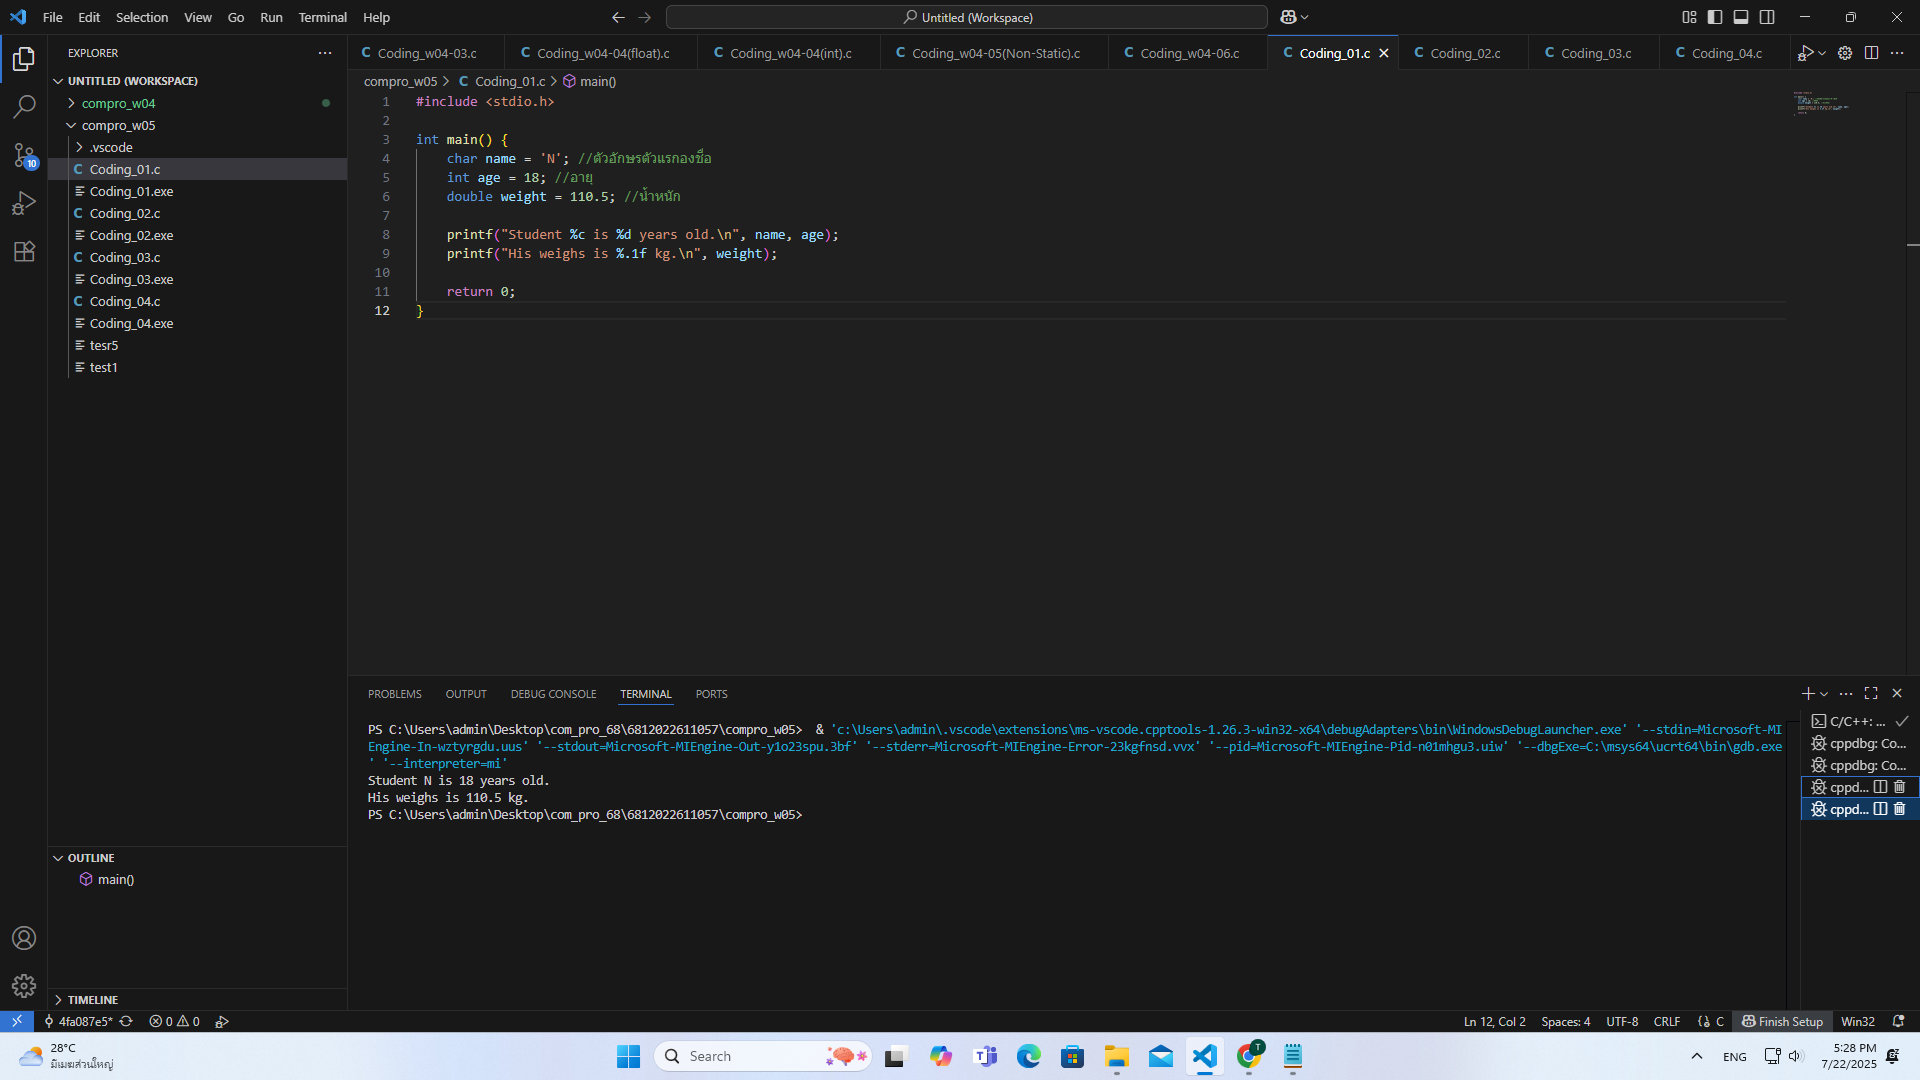 File Edit Selection View Go Run Terminal Help
Untitled (Workspace)
EXPLORER
UNTITLED (WORKSPACE)
compro_w04
compro_w05
.vscode
Coding_01.c
Coding_01.exe
Coding_02.c
Coding_02.exe
Coding_03.c
Coding_03.exe
Coding_04.c
Coding_04.exe
tesr5
test1
OUTLINE
main()
TIMELINE
10
Coding_w04-03.c Coding_w04-04(float).c Coding_w04-04(int).c Coding_w04-05(Non-Static).c Coding_w04-06.c Coding_01.c Coding_02.c Coding_03.c Coding_04.c
compro_w05 > C Coding_01.c > main()
1 #include <stdio.h>
2
3 int main() {
4 char name = 'N'; //ตัวอักษรตัวแรกองชื่อ
5 int age = 18; //อายุ
6 double weight = 110.5; //น้ำหนัก
7
8 printf("Student %c is %d years old.\n", name, age);
9 printf("His weighs is %.1f kg.\n", weight);
10
11 return 0;
12 }
PROBLEMS OUTPUT DEBUG CONSOLE TERMINAL PORTS
PS C:\Users\admin\Desktop\com_pro_68\6812022611057\compro_w05> & 'c:\Users\admin\.vscode\extensions\ms-vscode.cpptools-1.26.3-win32-x64\debugAdapters\bin\WindowsDebugLauncher.exe' '--stdin=Microsoft-MI
Engine-In-wztyrgdu.uus' '--stdout=Microsoft-MIEngine-Out-y1o23spu.3bf' '--stderr=Microsoft-MIEngine-Error-23kgfnsd.vvx' '--pid=Microsoft-MIEngine-Pid-n01mhgu3.uiw' '--dbgExe=C:\msys64\ucrt64\bin\gdb.exe
' '--interpreter=mi'
Student N is 18 years old.
His weighs is 110.5 kg.
PS C:\Users\admin\Desktop\com_pro_68\6812022611057\compro_w05>
C/C++: ...
cppdbg: Co...
cppdbg: Co...
cppd...
cppd...
4fa087e5* 0 0
Ln 12, Col 2 Spaces: 4 UTF-8 CRLF C Finish Setup Win32
28°C
มีเมฆส่วนใหญ่
Search
T
ENG
5:28 PM
7/22/2025